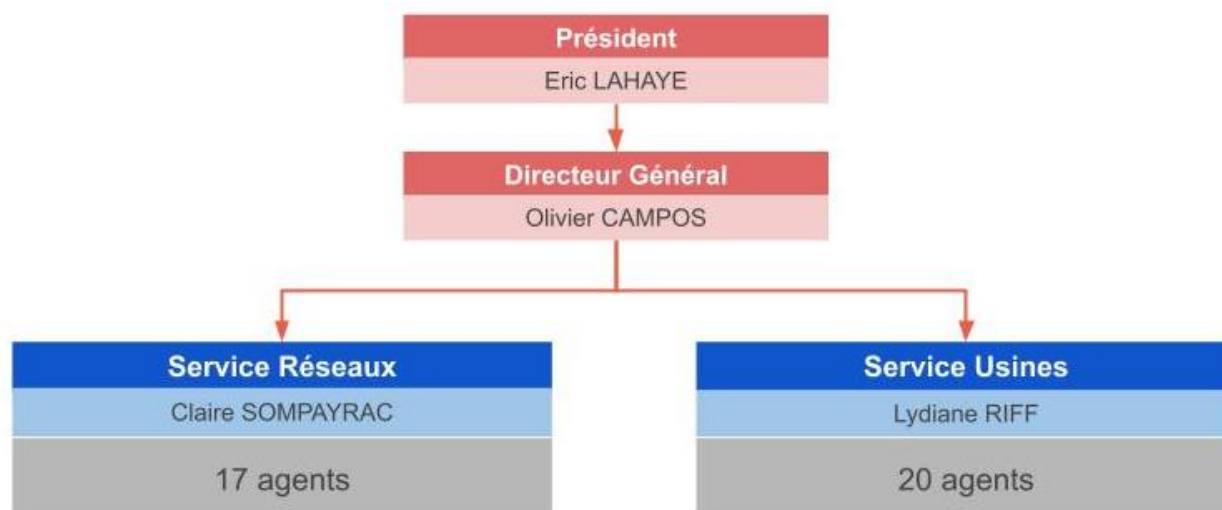 Président
Eric LAHAYE
Directeur Général
Olivier CAMPOS
Service Réseaux
Claire SOMPAYRAC
17 agents
Service Usines
Lydiane RIFF
20 agents